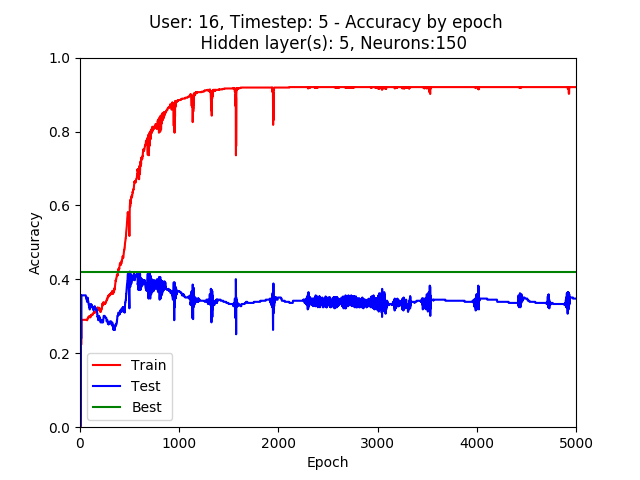 User: 16, Timestep: 5 - Accuracy by epoch
Hidden layer(s): 5, Neurons:150
1.0
0.8
0.6
0.4
0.2
0.0
Accuracy
Train
Test
Best
0 1000 2000 3000 4000 5000
Epoch